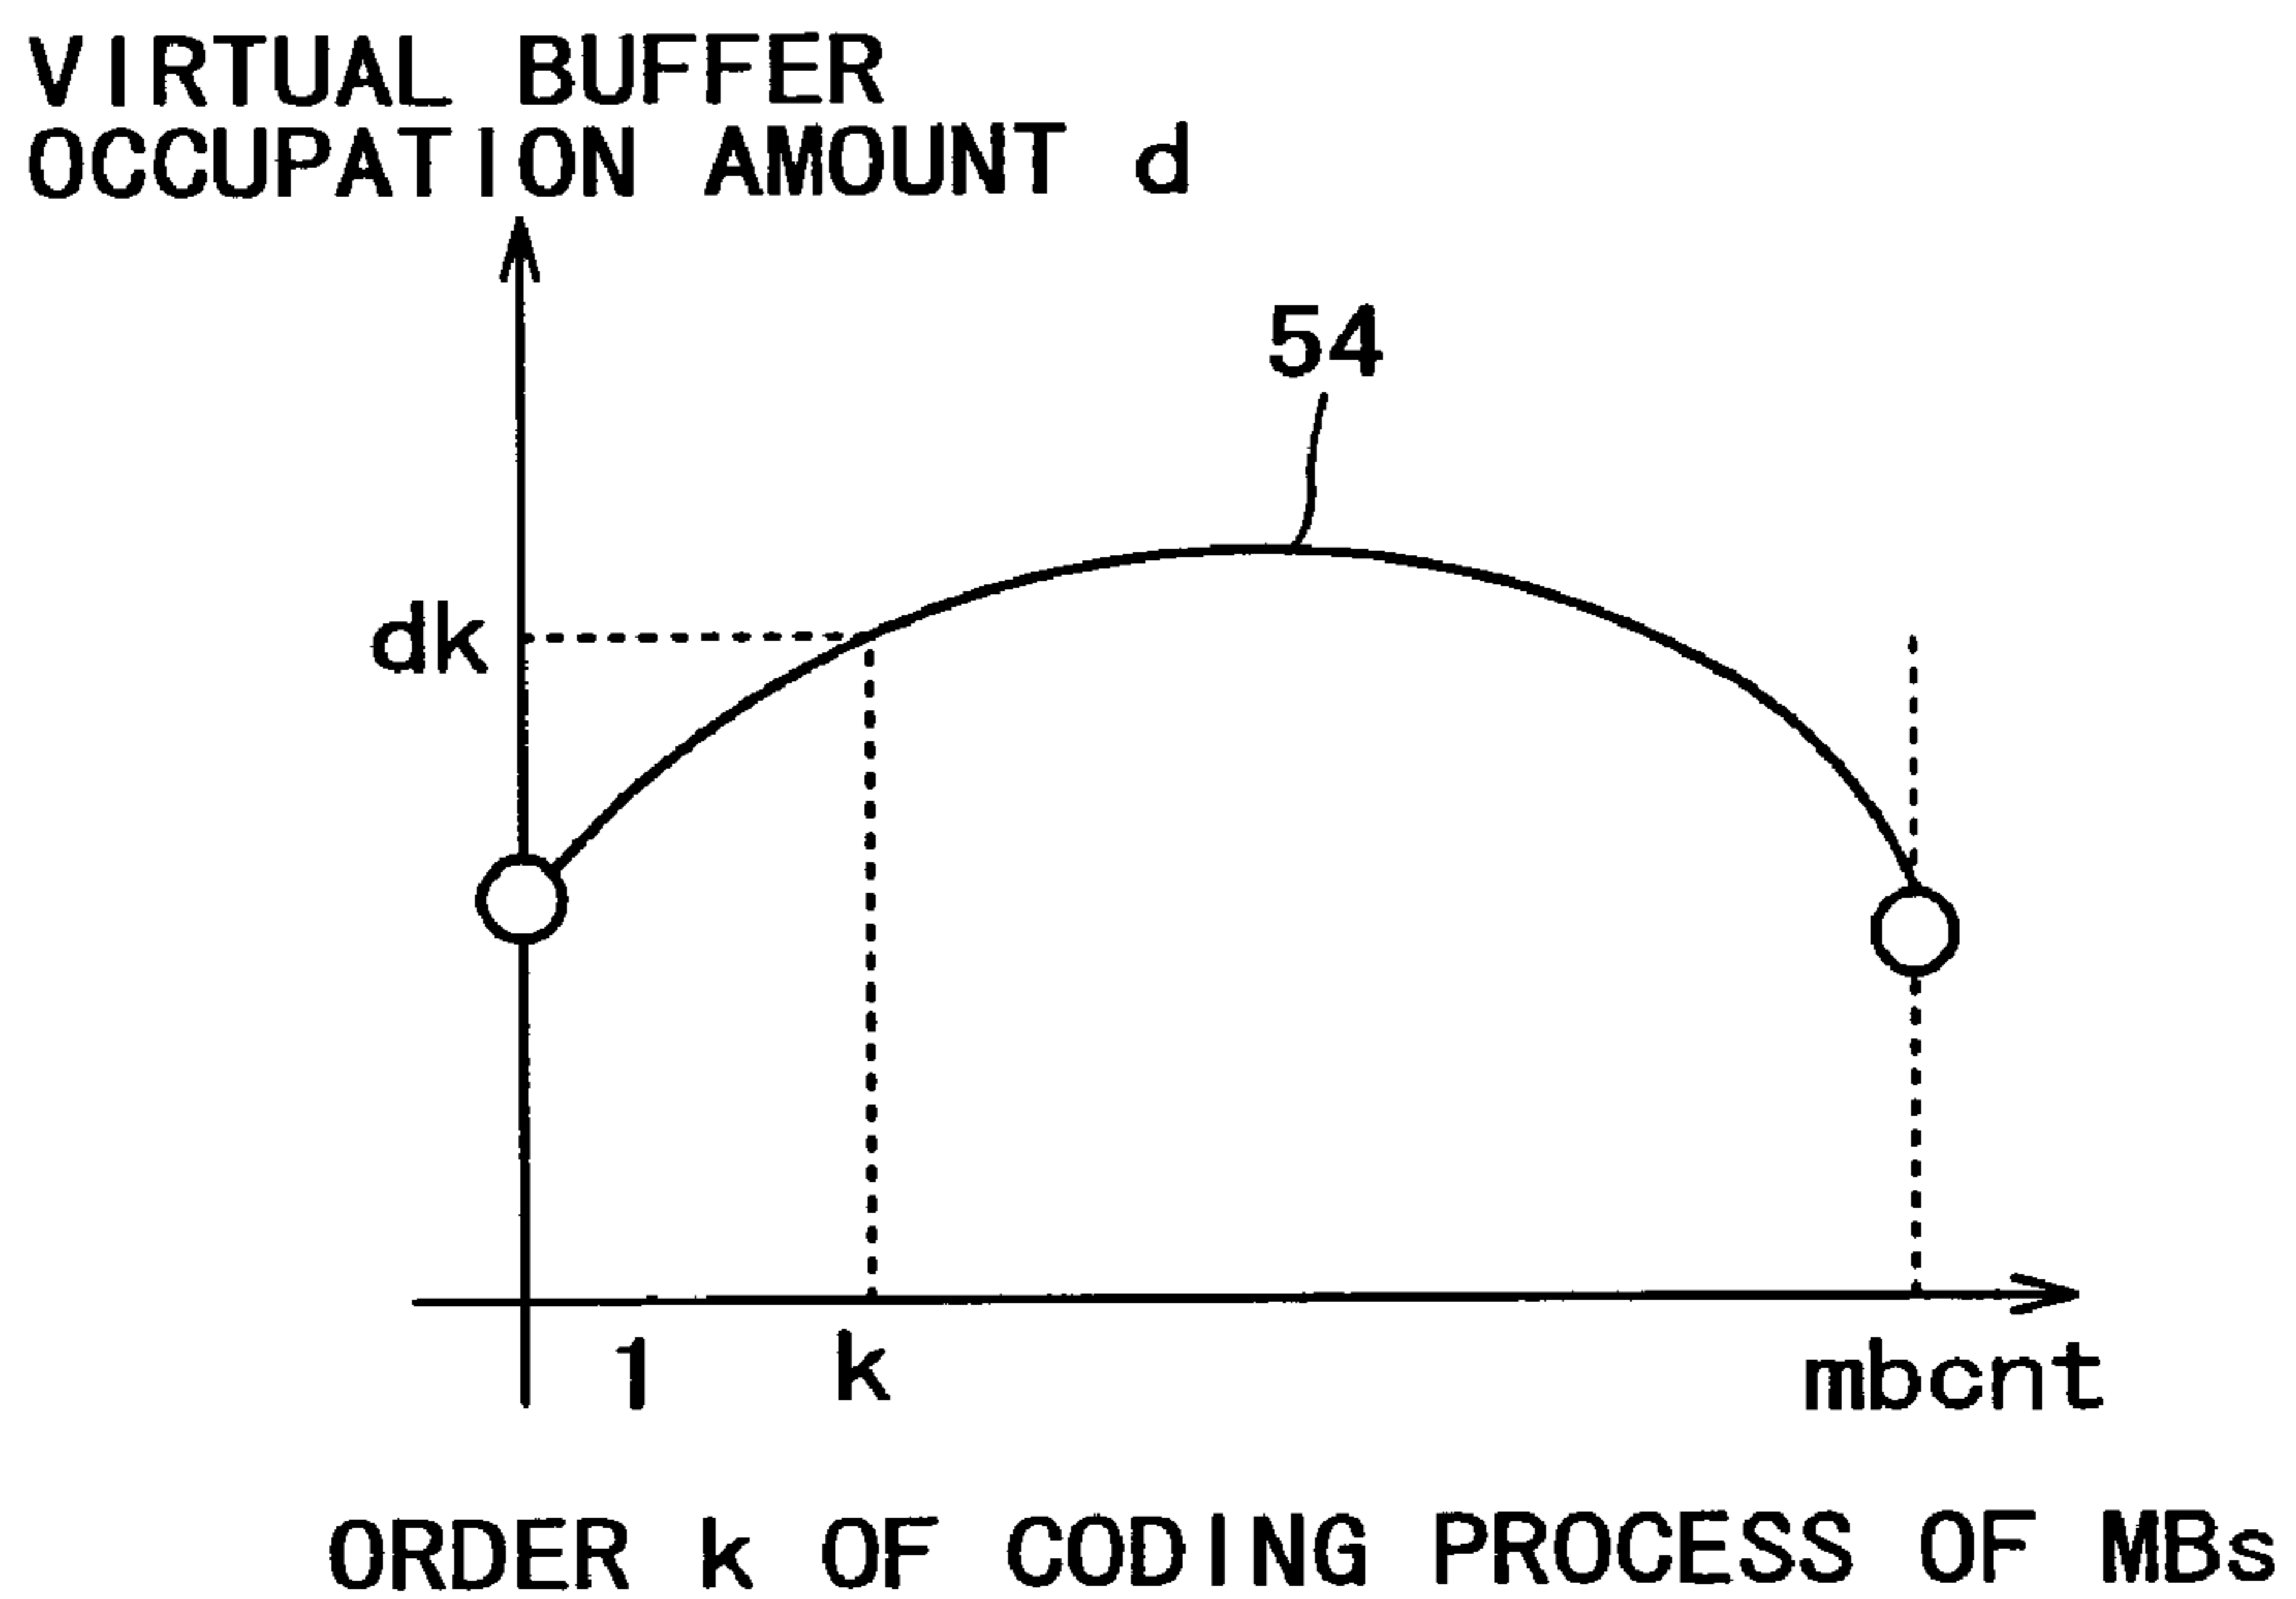 VIRTUAL BUFFER
OCCUPATION AMOUNT d
54
dk
1 k mbcnt
ORDER k OF CODING PROCESS OF MBs